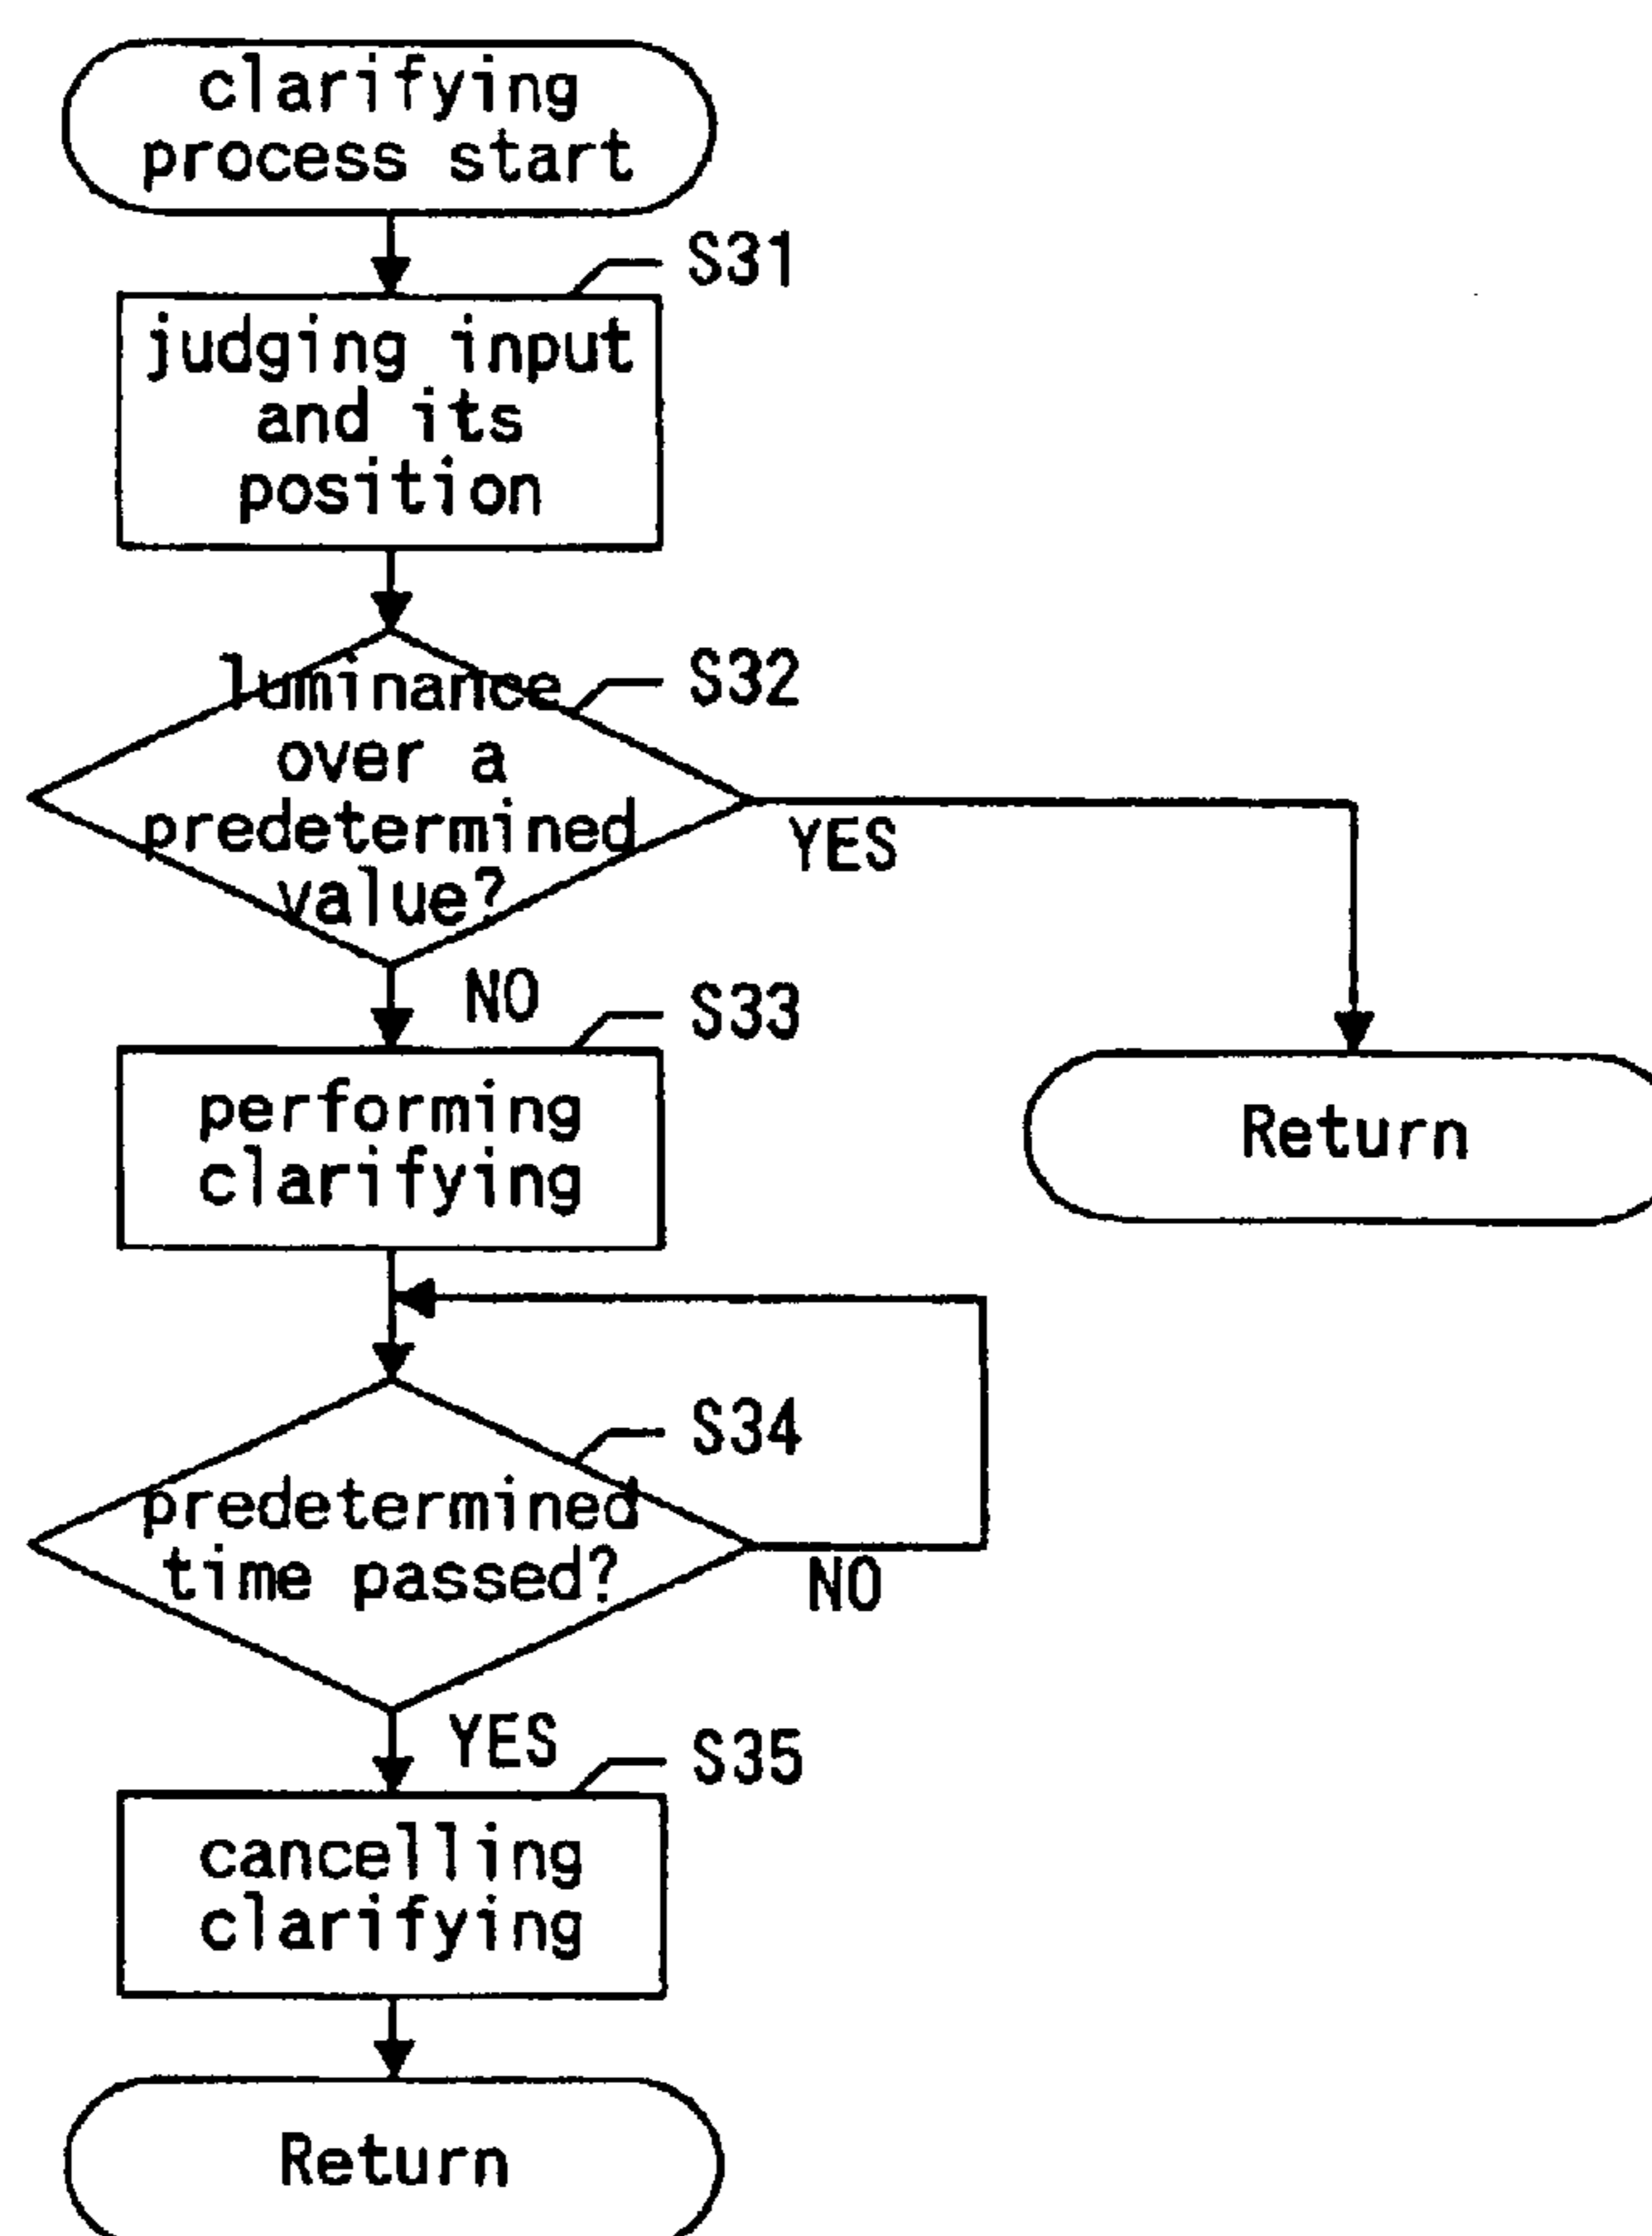 clarifying
process start
S31
judging input
and its
position
S32
luminance
over a
predetermined
value?
YES
NO
S33
performing
clarifying
Return
S34
predetermined
time passed?
NO
YES
S35
cancelling
clarifying
Return